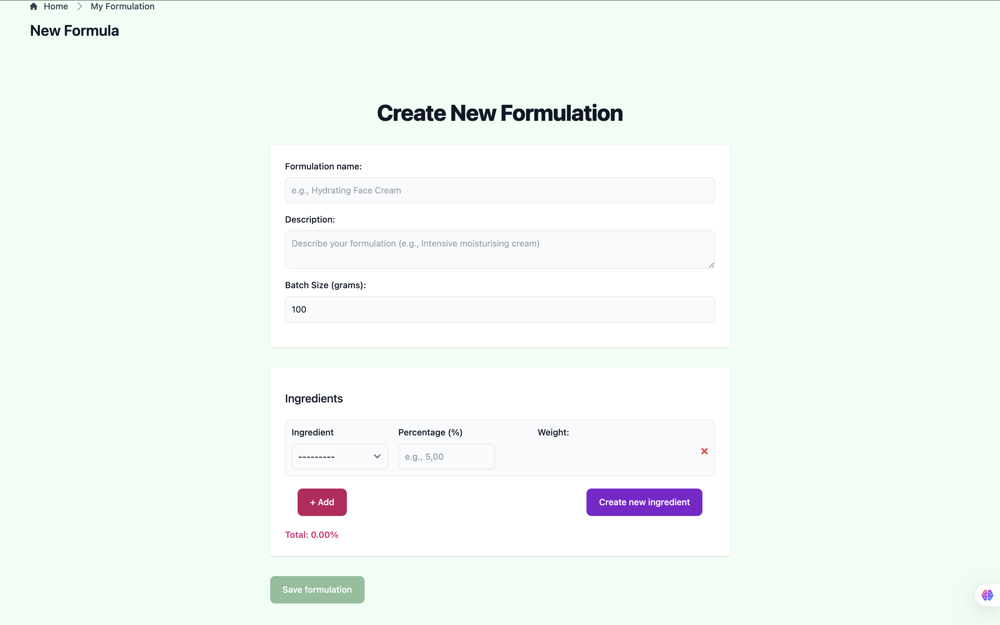 Home > My Formulation
New Formula
Create New Formulation
Formulation name:
e.g., Hydrating Face Cream
Description:
Describe your formulation (e.g., Intensive moisturising cream)
Batch Size (grams):
100
Ingredients
Ingredient Percentage (%) Weight:
--------- e.g., 5,00
+ Add Create new ingredient
Total: 0.00%
Save formulation